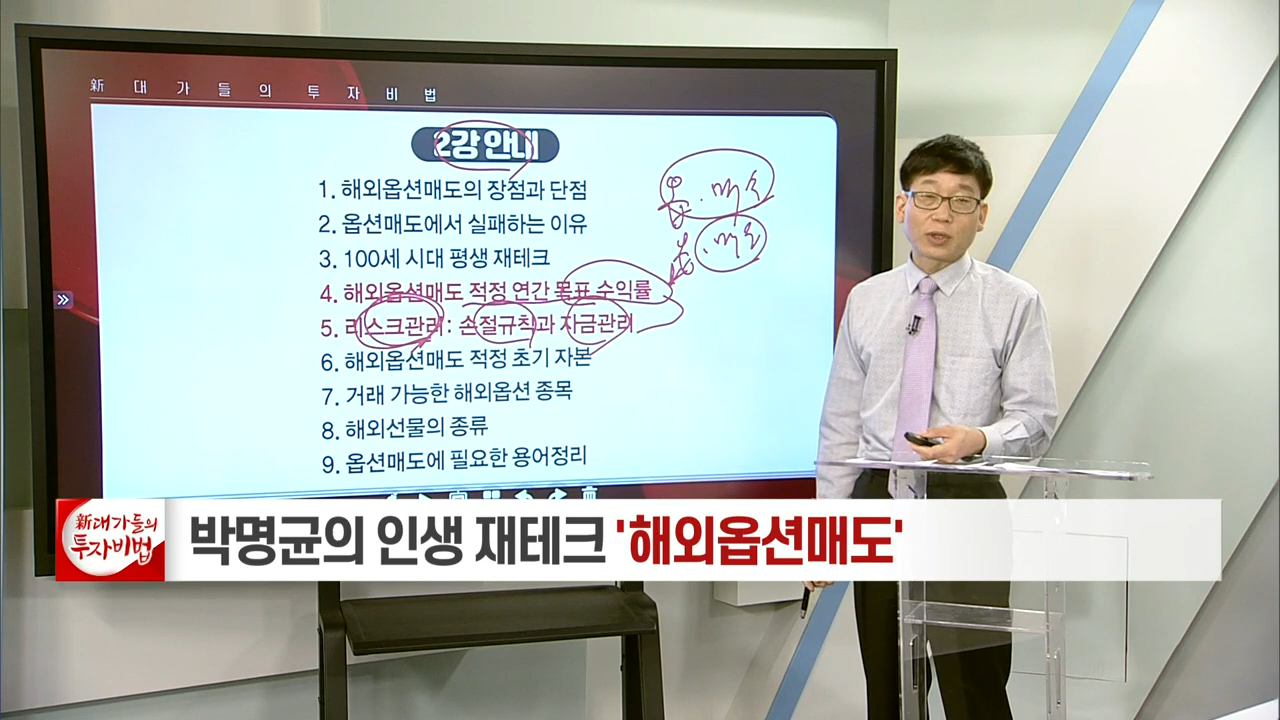 新 대 가 들 의 투 자 비 법
2강 안내
1. 해외옵션매도의 장점과 단점
2. 옵션매도에서 실패하는 이유
3. 100세 시대 평생 재테크
4. 해외옵션매도 적정 연간 목표 수익률
5. 리스크관리 : 손절규칙과 자금관리
6. 해외옵션매도 적정 초기 자본
7. 거래 가능한 해외옵션 종목
8. 해외선물의 종류
9. 옵션매도에 필요한 용어정리
新대가들의
투자비법
박명균의 인생 재테크 '해외옵션매도'